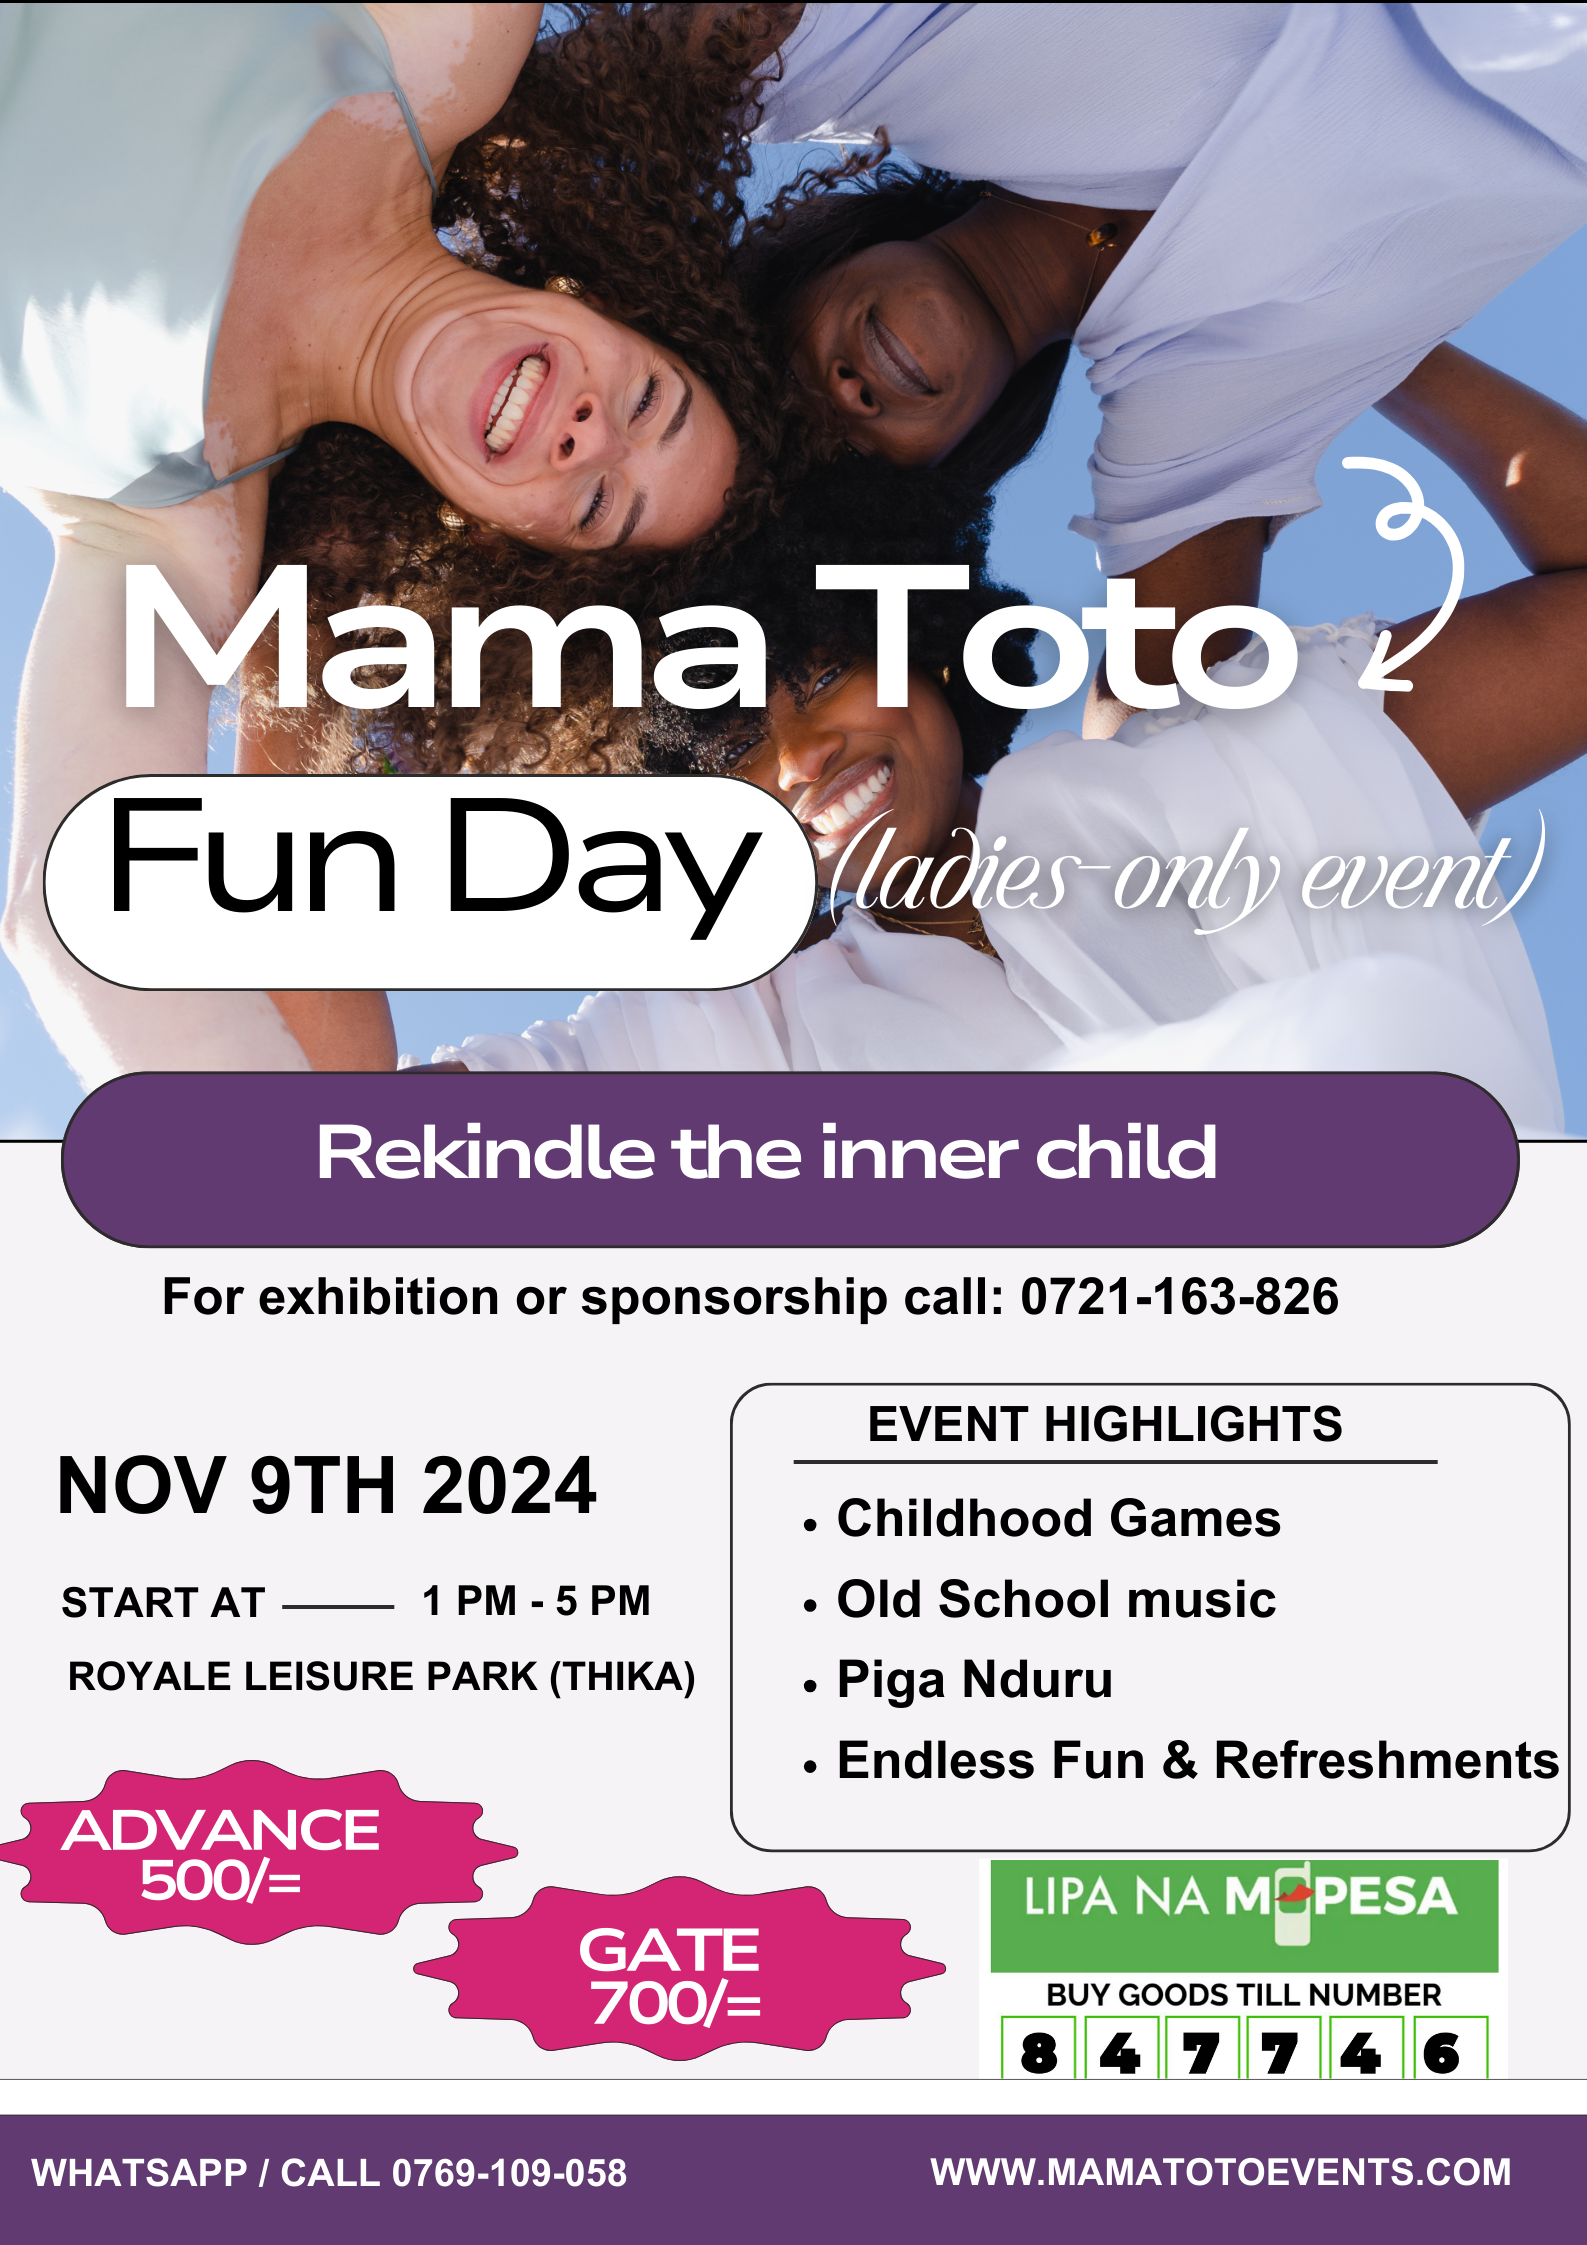 Mama Toto
Fun Day
(ladies-only event)
Rekindle the inner child
For exhibition or sponsorship call: 0721-163-826
NOV 9TH 2024
START AT 1 PM - 5 PM
ROYALE LEISURE PARK (THIKA)
EVENT HIGHLIGHTS
• Childhood Games
• Old School music
• Piga Nduru
• Endless Fun & Refreshments
ADVANCE
500/=
GATE
700/=
LIPA NA M-PESA
BUY GOODS TILL NUMBER
8 4 7 7 4 6
WHATSAPP / CALL 0769-109-058
WWW.MAMATOTOEVENTS.COM